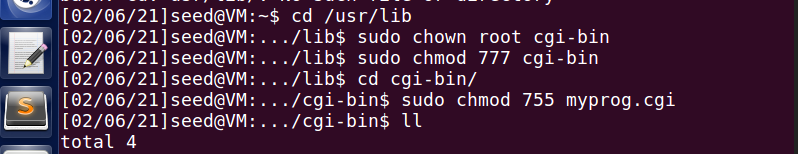 [02/06/21]seed@VM:~$ cd /usr/lib
[02/06/21]seed@VM:.../lib$ sudo chown root cgi-bin
[02/06/21]seed@VM:.../lib$ sudo chmod 777 cgi-bin
[02/06/21]seed@VM:.../lib$ cd cgi-bin/
[02/06/21]seed@VM:.../cgi-bin$ sudo chmod 755 myprog.cgi
[02/06/21]seed@VM:.../cgi-bin$ ll
total 4